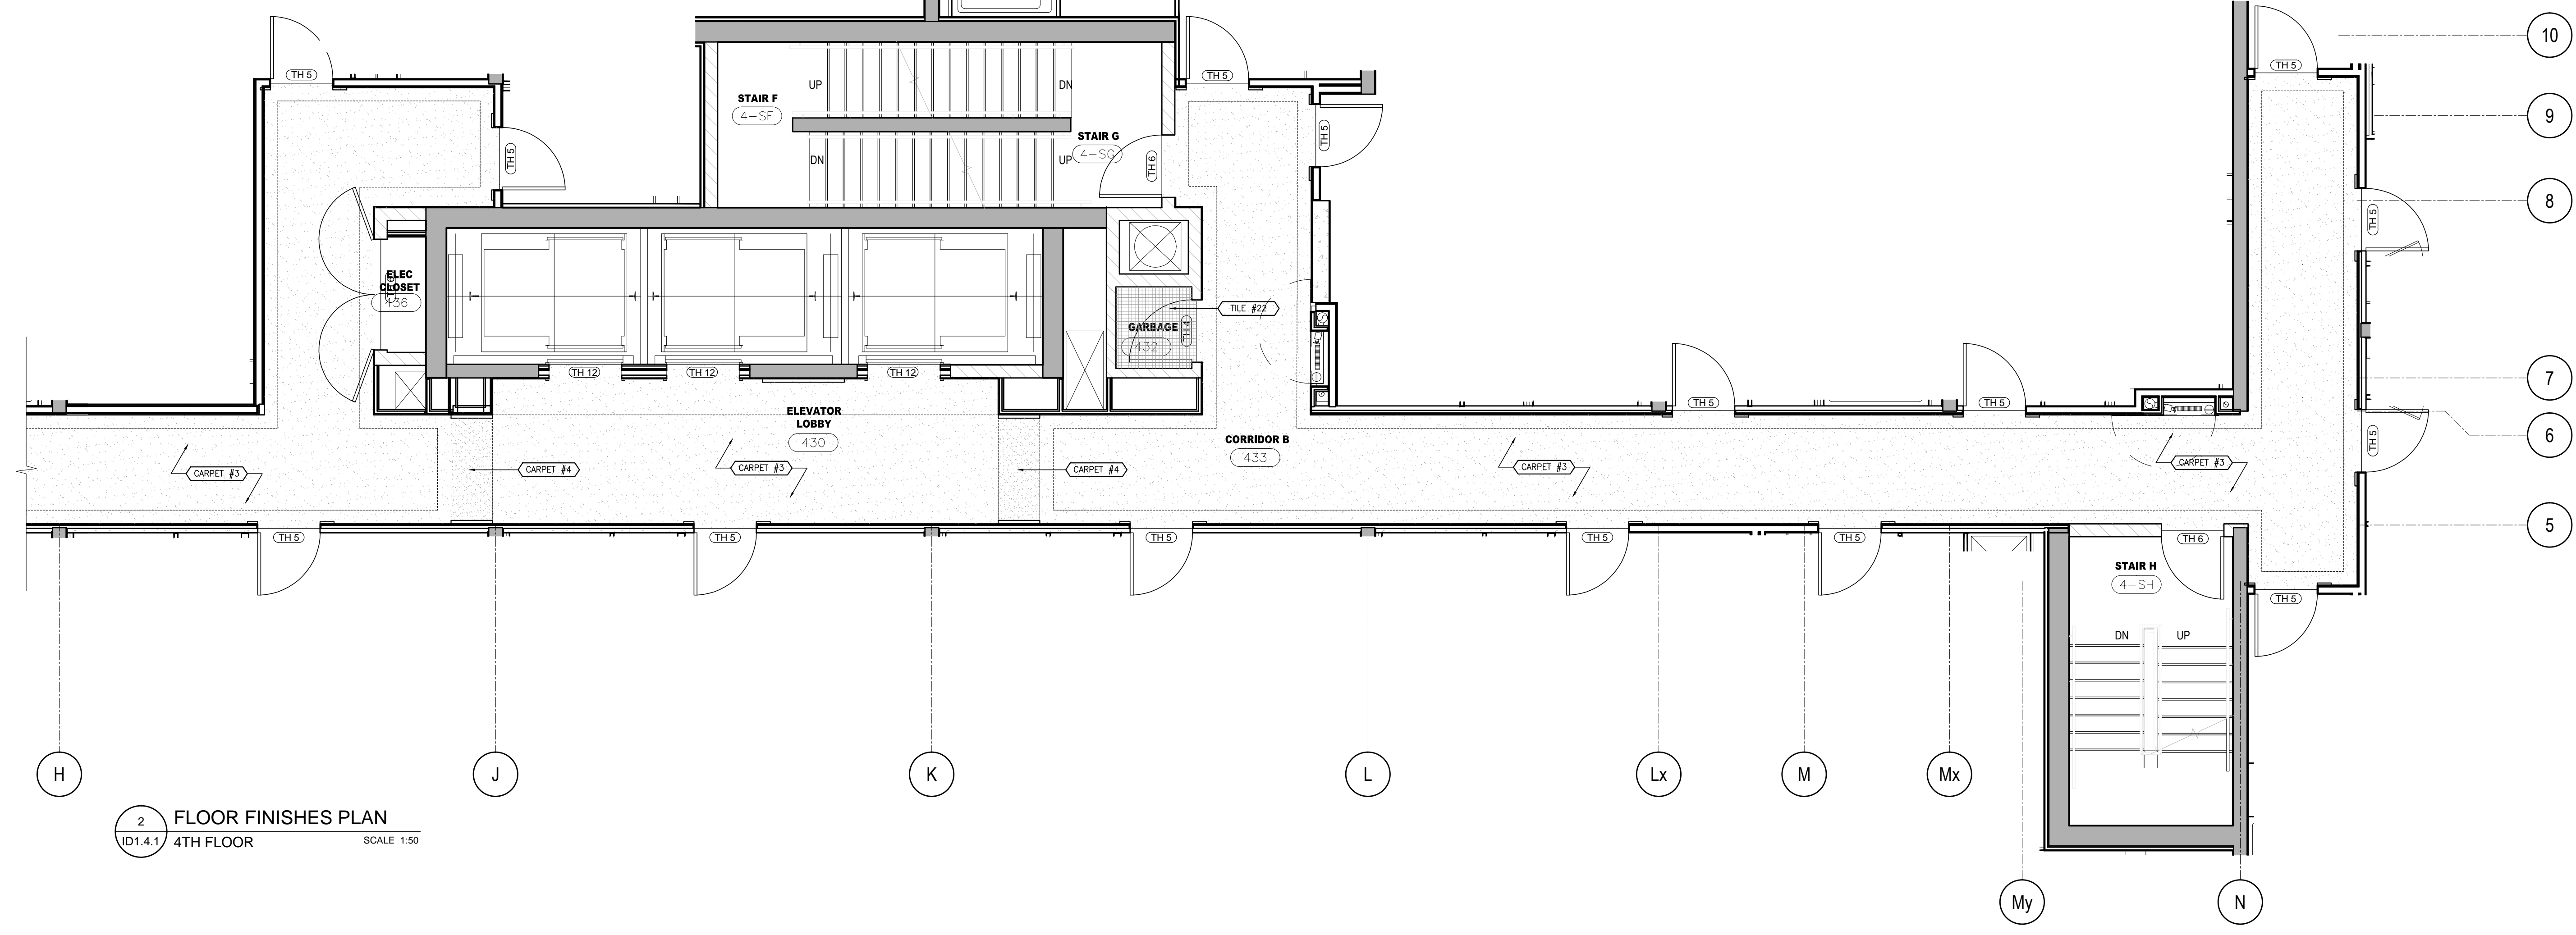 10
TH 5
TH 5
TH 5
UP
DN
STAIR F
4-SF
9
TH 5
STAIR G
4-SG
DN
UP
TH 5
TH 6
8
TH 5
ELEC
CLOSET
436
TILE #22
GARBAGE
432
TH 4
TH 12
TH 12
TH 12
7
TH 5
TH 5
ELEVATOR
LOBBY
430
CORRIDOR B
433
6
TH 5
CARPET #3
CARPET #4
CARPET #3
CARPET #4
CARPET #3
CARPET #3
5
TH 5
TH 5
TH 5
TH 5
TH 5
TH 6
STAIR H
4-SH
TH 5
DN
UP
H
J
K
L
Lx
M
Mx
2
FLOOR FINISHES PLAN
ID1.4.1
4TH FLOOR
SCALE 1:50
My
N